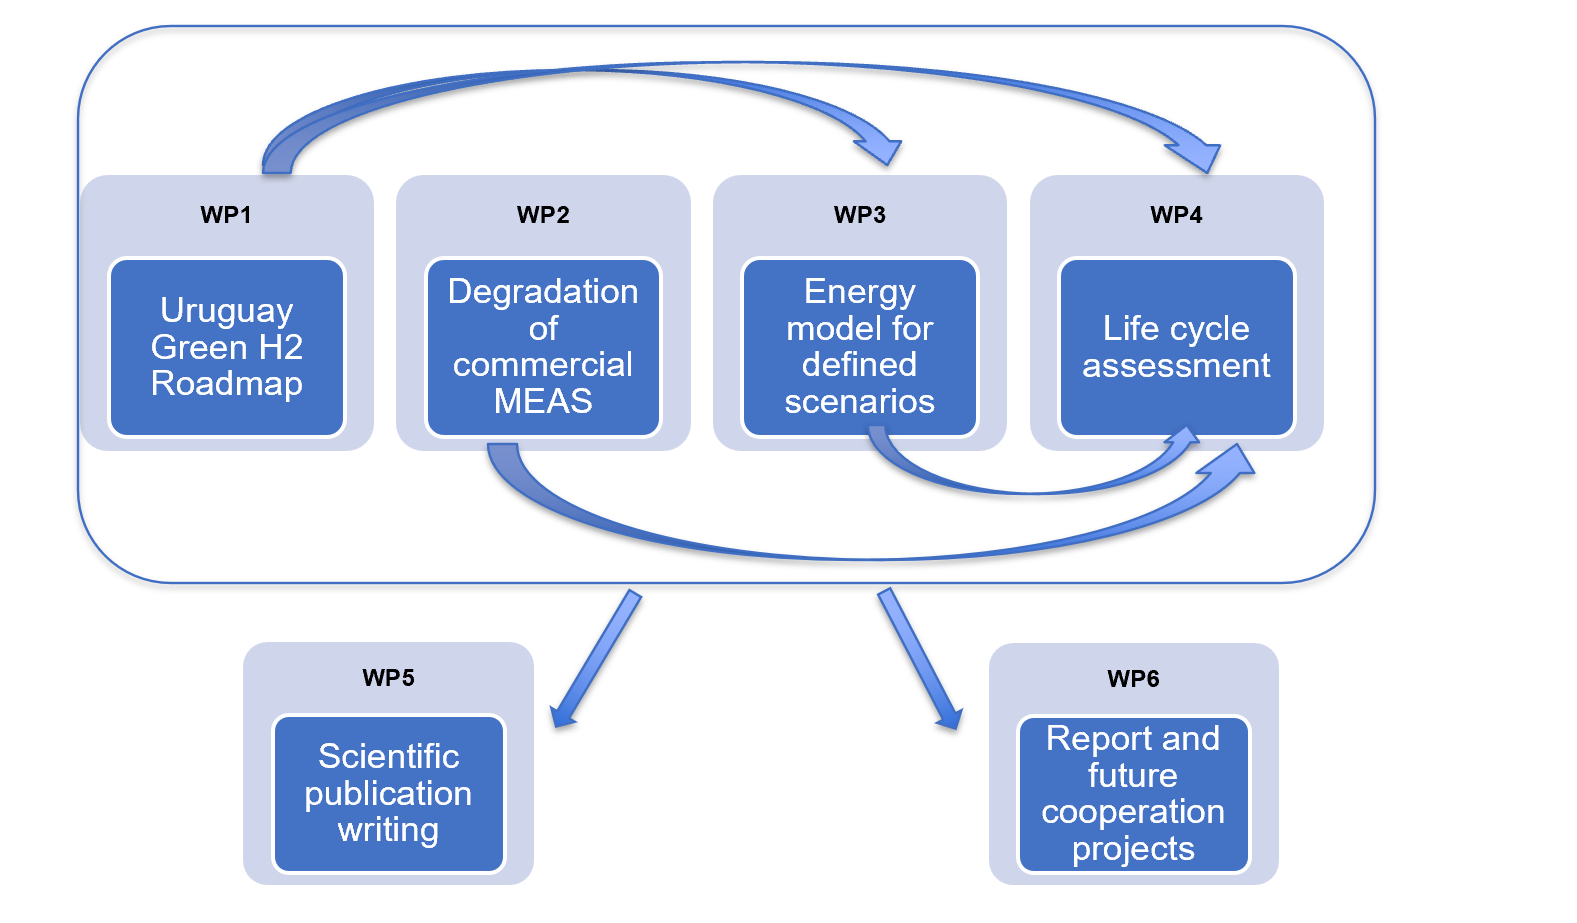 WP1
Uruguay
Green H2
Roadmap
WP2
Degradation
of
commercial
MEAS
WP3
Energy
model for
defined
scenarios
WP4
Life cycle
assessment
WP5
Scientific
publication
writing
WP6
Report and
future
cooperation
projects